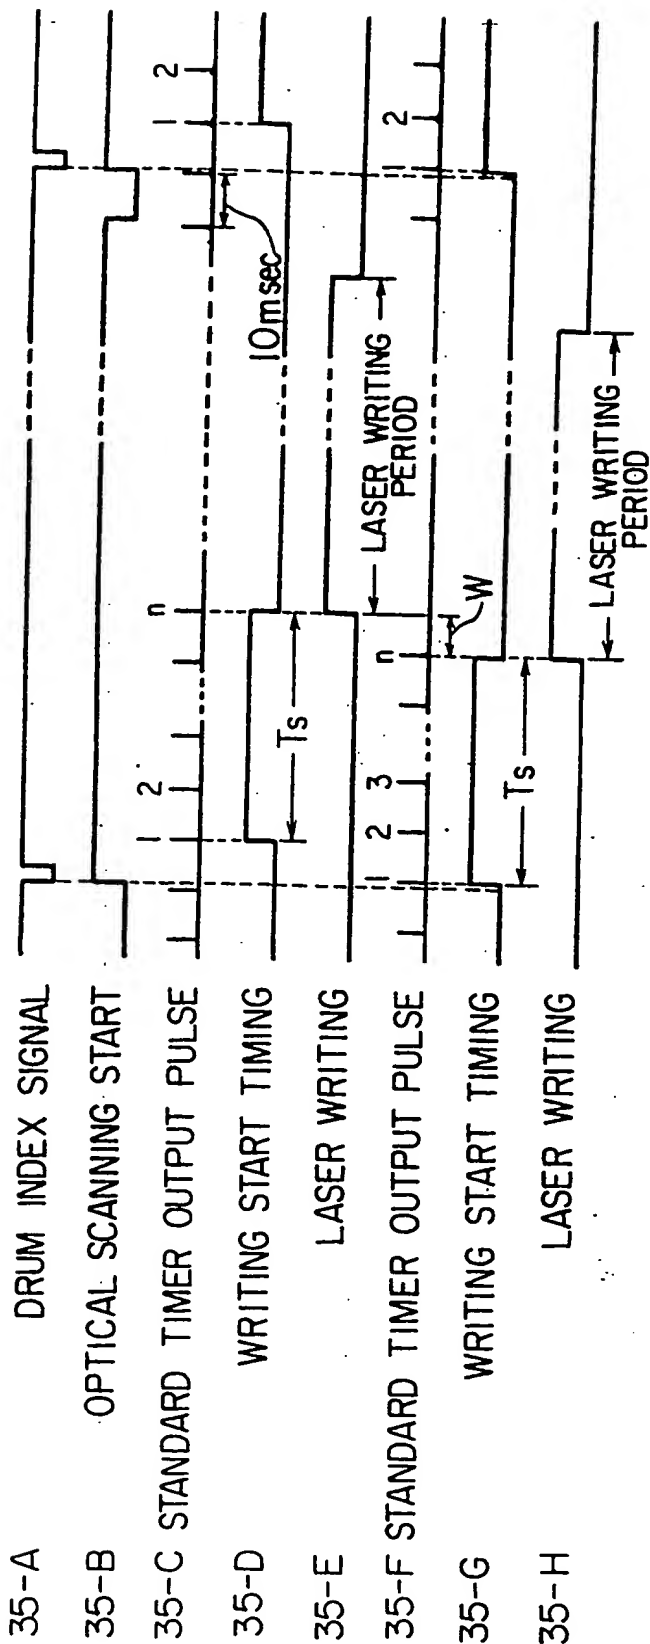 35-A DRUM INDEX SIGNAL
35-B OPTICAL SCANNING START
35-C STANDARD TIMER OUTPUT PULSE 1 2 n 1 2
10msec
35-D WRITING START TIMING Ts
35-E LASER WRITING LASER WRITING
PERIOD
35-F STANDARD TIMER OUTPUT PULSE 1 2 3 n 1 2
W
35-G WRITING START TIMING Ts
35-H LASER WRITING LASER WRITING
PERIOD